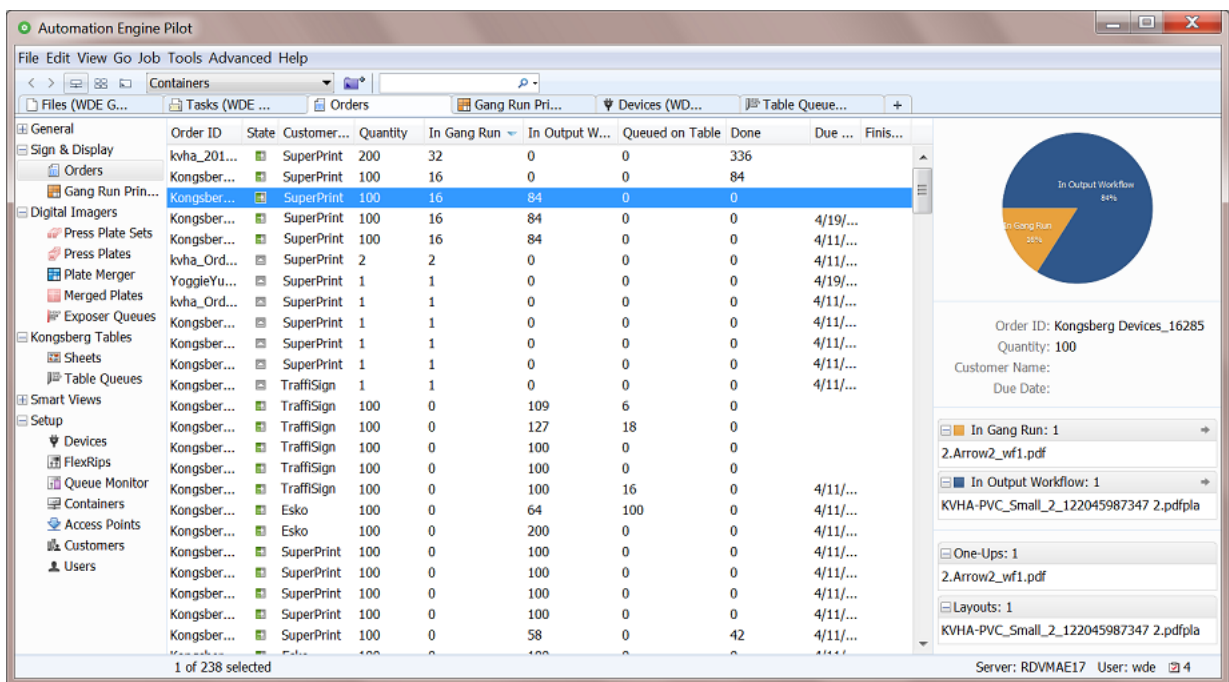 Automation Engine Pilot
File Edit View Go Job Tools Advanced Help
Containers
Files (WDE G... Tasks (WDE ... Orders Gang Run Pri... Devices (WD... Table Queue... +
General
Sign & Display
Orders
Gang Run Prin...
Digital Imagers
Press Plate Sets
Press Plates
Plate Merger
Merged Plates
Exposer Queues
Kongsberg Tables
Sheets
Table Queues
Smart Views
Setup
Devices
FlexRips
Queue Monitor
Containers
Access Points
Customers
Users
Order ID State Customer... Quantity In Gang Run In Output W... Queued on Table Done Due ... Finis...
kvha_201... SuperPrint 200 32 0 0 336
Kongsber... SuperPrint 100 16 0 0 84
Kongsber... SuperPrint 100 16 84 0 0
Kongsber... SuperPrint 100 16 84 0 0 4/19/...
Kongsber... SuperPrint 100 16 84 0 0 4/11/...
kvha_Ord... SuperPrint 2 2 0 0 0 4/11/...
YoggieYu... SuperPrint 1 1 0 0 0 4/19/...
kvha_Ord... SuperPrint 1 1 0 0 0 4/11/...
Kongsber... SuperPrint 1 1 0 0 0 4/11/...
Kongsber... SuperPrint 1 1 0 0 0 4/11/...
Kongsber... SuperPrint 1 1 0 0 0 4/11/...
Kongsber... TraffiSign 1 1 0 0 0 4/11/...
Kongsber... TraffiSign 100 0 109 6 0
Kongsber... TraffiSign 100 0 127 18 0
Kongsber... TraffiSign 100 0 100 0 0
Kongsber... TraffiSign 100 0 100 0 0
Kongsber... TraffiSign 100 0 100 16 0 4/11/...
Kongsber... Esko 100 0 64 100 0 4/11/...
Kongsber... Esko 100 0 200 0 0 4/11/...
Kongsber... SuperPrint 100 0 100 0 0 4/11/...
Kongsber... SuperPrint 100 0 100 0 0 4/11/...
Kongsber... SuperPrint 100 0 100 0 0 4/11/...
Kongsber... SuperPrint 100 0 100 0 0 4/11/...
Kongsber... SuperPrint 100 0 58 0 42 4/11/...
In Output Workflow
84%
In Gang Run
16%
Order ID: Kongsberg Devices_16285
Quantity: 100
Customer Name:
Due Date:
In Gang Run: 1
2.Arrow2_wf1.pdf
In Output Workflow: 1
KVHA-PVC_Small_2_122045987347 2.pdfpla
One-Ups: 1
2.Arrow2_wf1.pdf
Layouts: 1
KVHA-PVC_Small_2_122045987347 2.pdfpla
1 of 238 selected
Server: RDVMAE17 User: wde 4